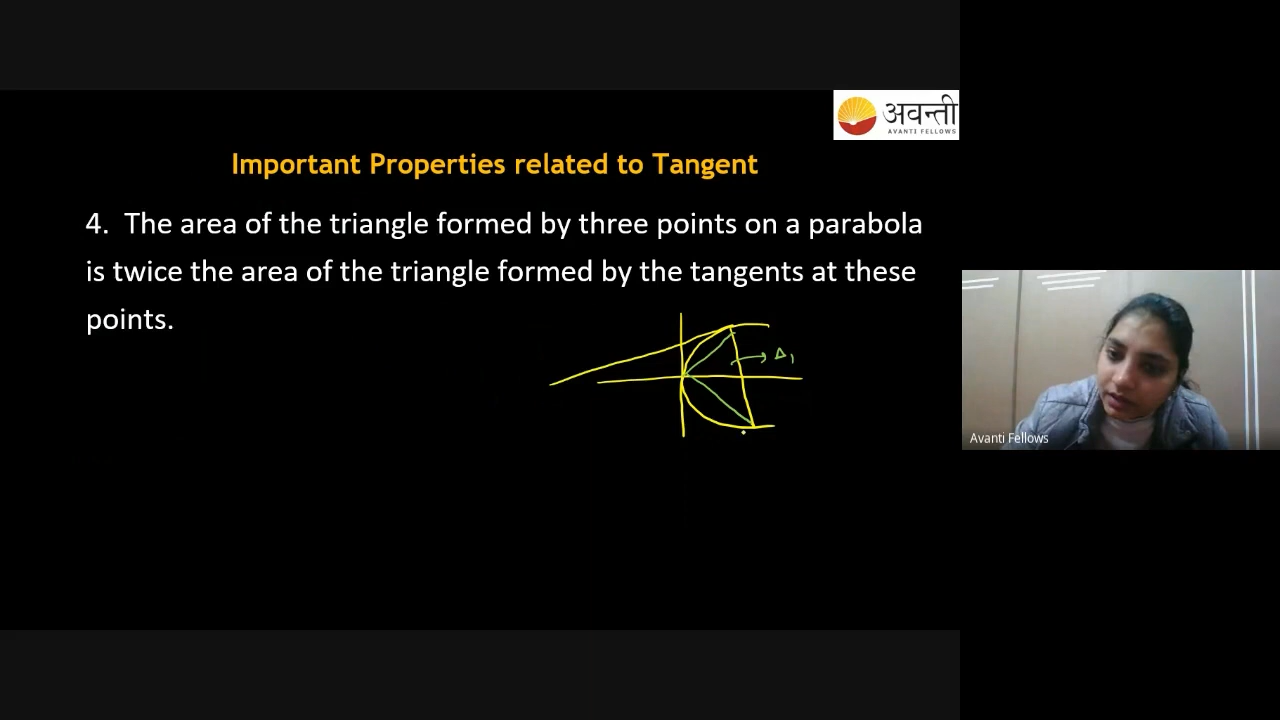 अवन्ती
AVANTI FELLOWS
Important Properties related to Tangent
4. The area of the triangle formed by three points on a parabola
is twice the area of the triangle formed by the tangents at these
points.
Δ₁
Avanti Fellows